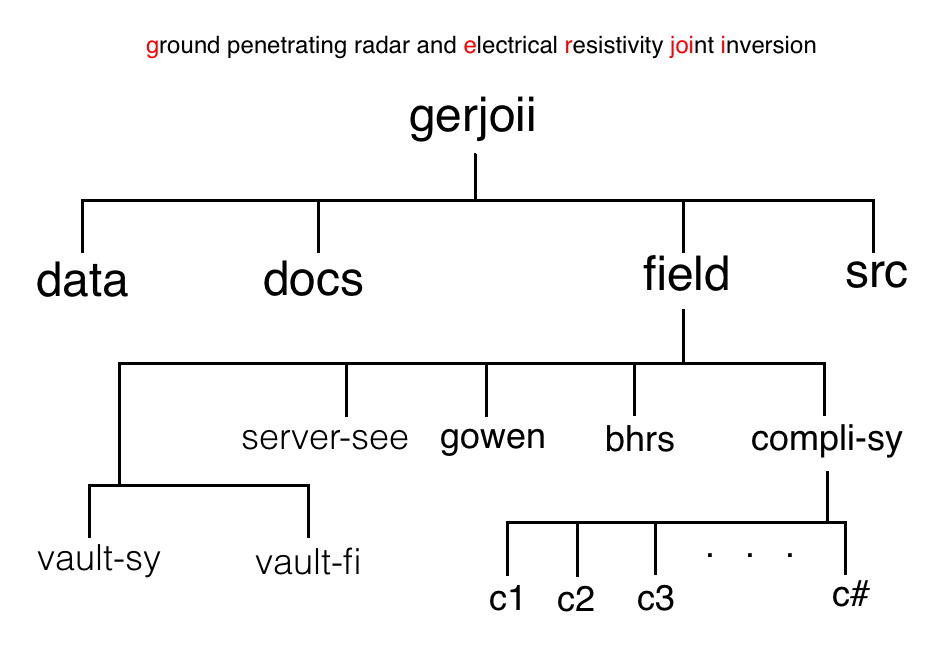 ground penetrating radar and electrical resistivity joint inversion
gerjoii
data docs field src
server-see gowen bhrs compli-sy
vault-sy vault-fi . . .
c1 c2 c3 c#